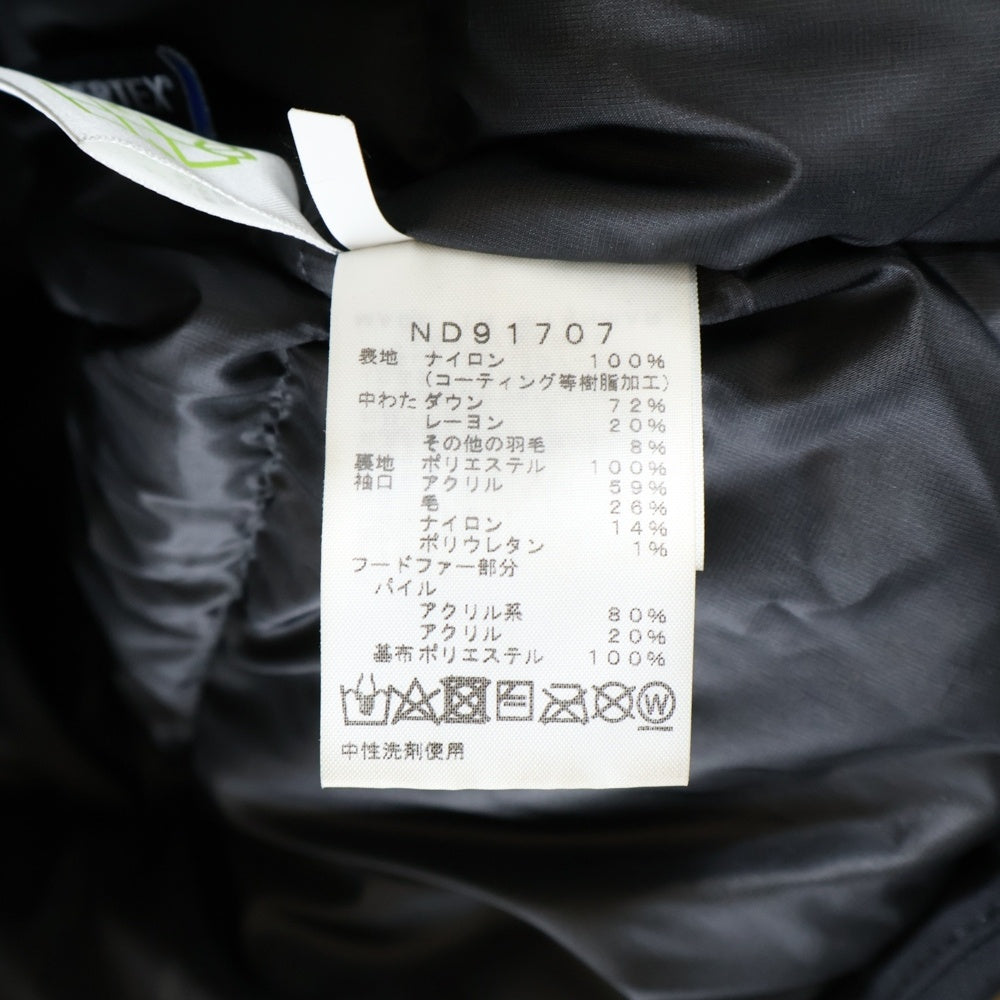 ND91707
表地 ナイロン 100%
(コーティング等樹脂加工)
中わた ダウン 72%
レーヨン 20%
その他の羽毛 8%
裏地 ポリエステル 100%
袖口 アクリル 59%
毛 26%
ナイロン 14%
ポリウレタン 1%
フードファー部分
パイル
アクリル系 80%
アクリル 20%
基布 ポリエステル 100%
W
中性洗剤使用